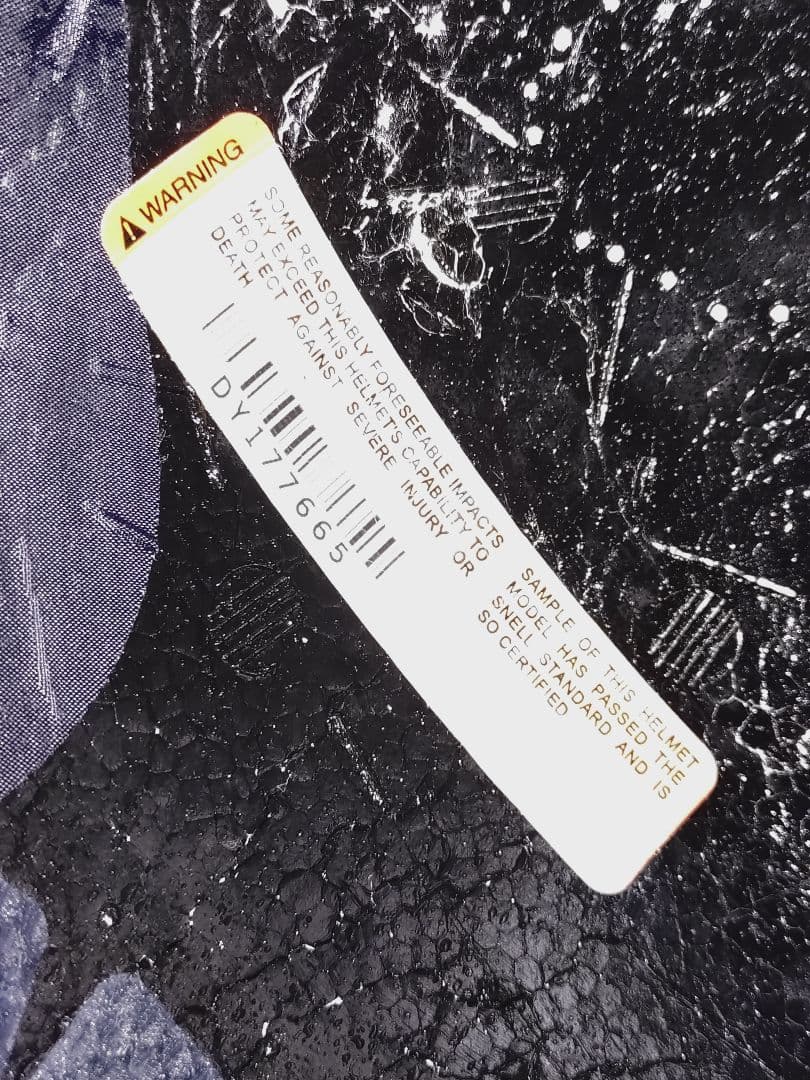 WARNING
SOME REASONABLY FORESEEABLE IMPACTS
MAY EXCEED THIS HELMET'S CAPABILITY TO
PROTECT AGAINST SEVERE INJURY OR
DEATH
DY177665
SAMPLE OF THIS HELMET
MODEL HAS PASSED THE
SNELL STANDARD AND IS
SO CERTIFIED